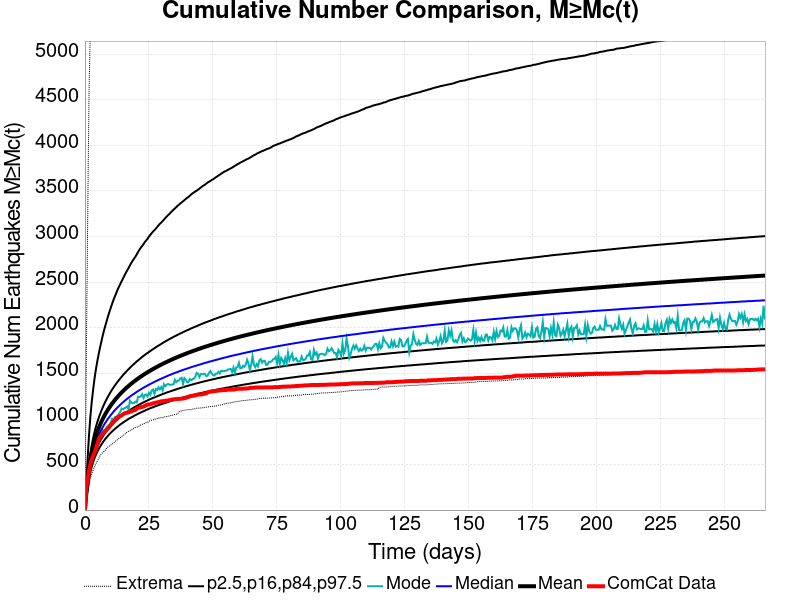 Cumulative Number Comparison, M≥Mc(t)
Cumulative Num Earthquakes M≥Mc(t)
5000
4500
4000
3500
3000
2500
2000
1500
1000
500
0
0 25 50 75 100 125 150 175 200 225 250
Time (days)
Extrema p2.5,p16,p84,p97.5 Mode Median Mean ComCat Data